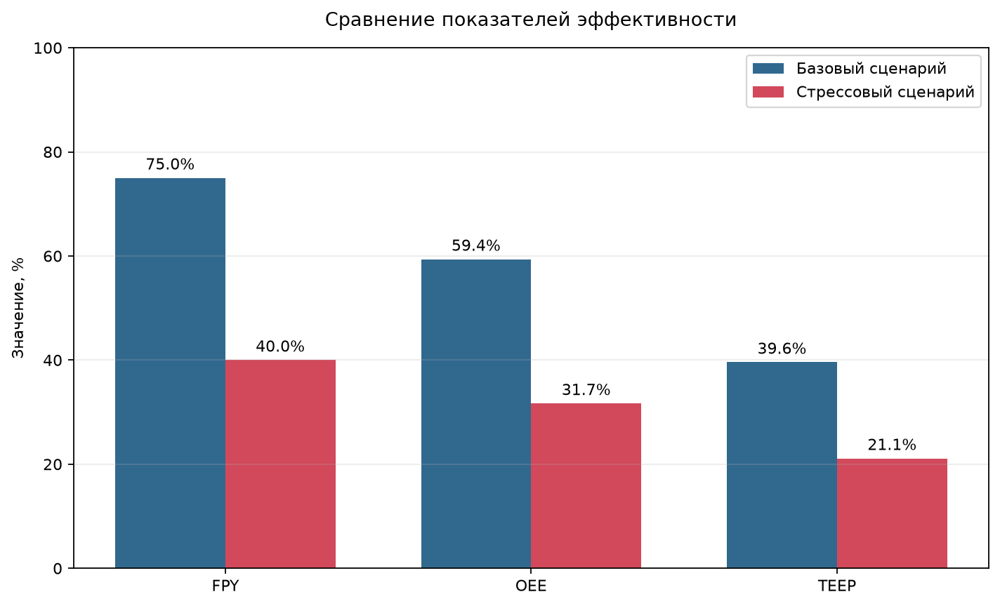 Сравнение показателей эффективности
Базовый сценарий
Стрессовый сценарий
Значение, %
100
80
60
40
20
0
75.0%
40.0%
59.4%
31.7%
39.6%
21.1%
FPY
OEE
TEEP